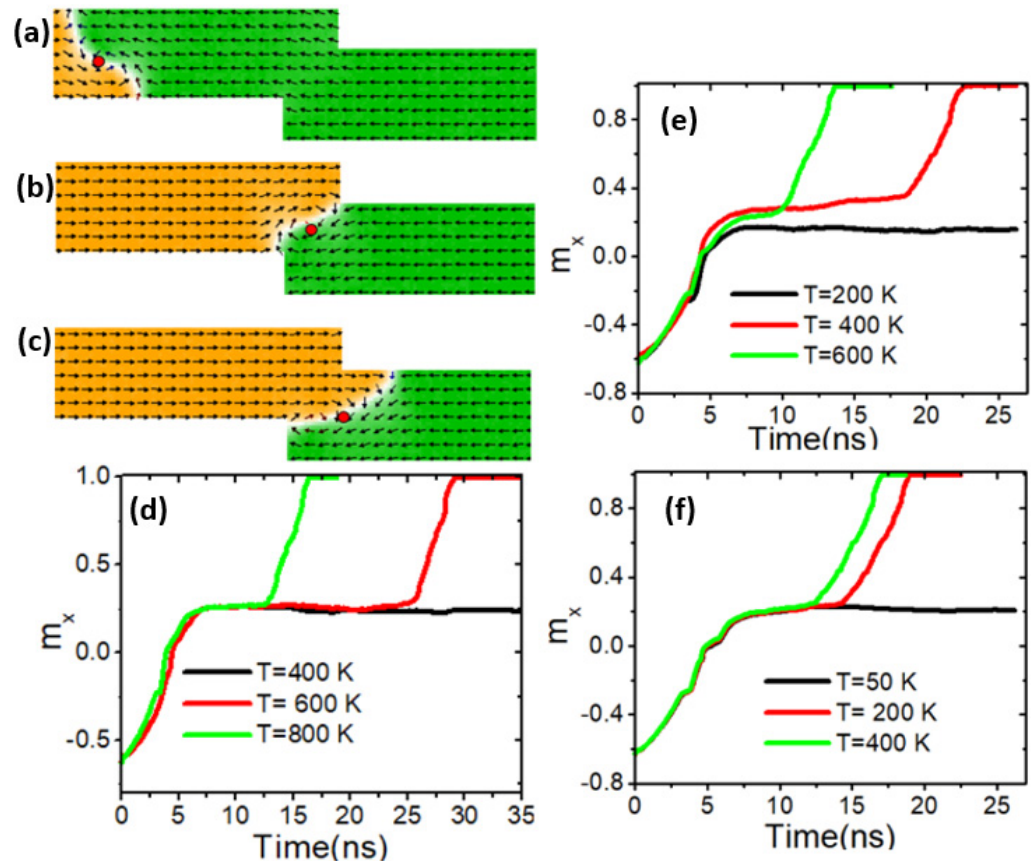 (a)
(b)
(c)
(d)
1.0
0.5
0.0
-0.5
m_x
T=400 K
T= 600 K
T=800 K
0 5 10 15 20 25 30 35
Time(ns)
(e)
0.8
0.4
0.0
-0.4
-0.8
m_x
T=200 K
T= 400 K
T=600 K
0 5 10 15 20 25
Time(ns)
(f)
0.8
0.4
0.0
-0.4
-0.8
m_x
T=50 K
T= 200 K
T=400 K
0 5 10 15 20 25
Time(ns)